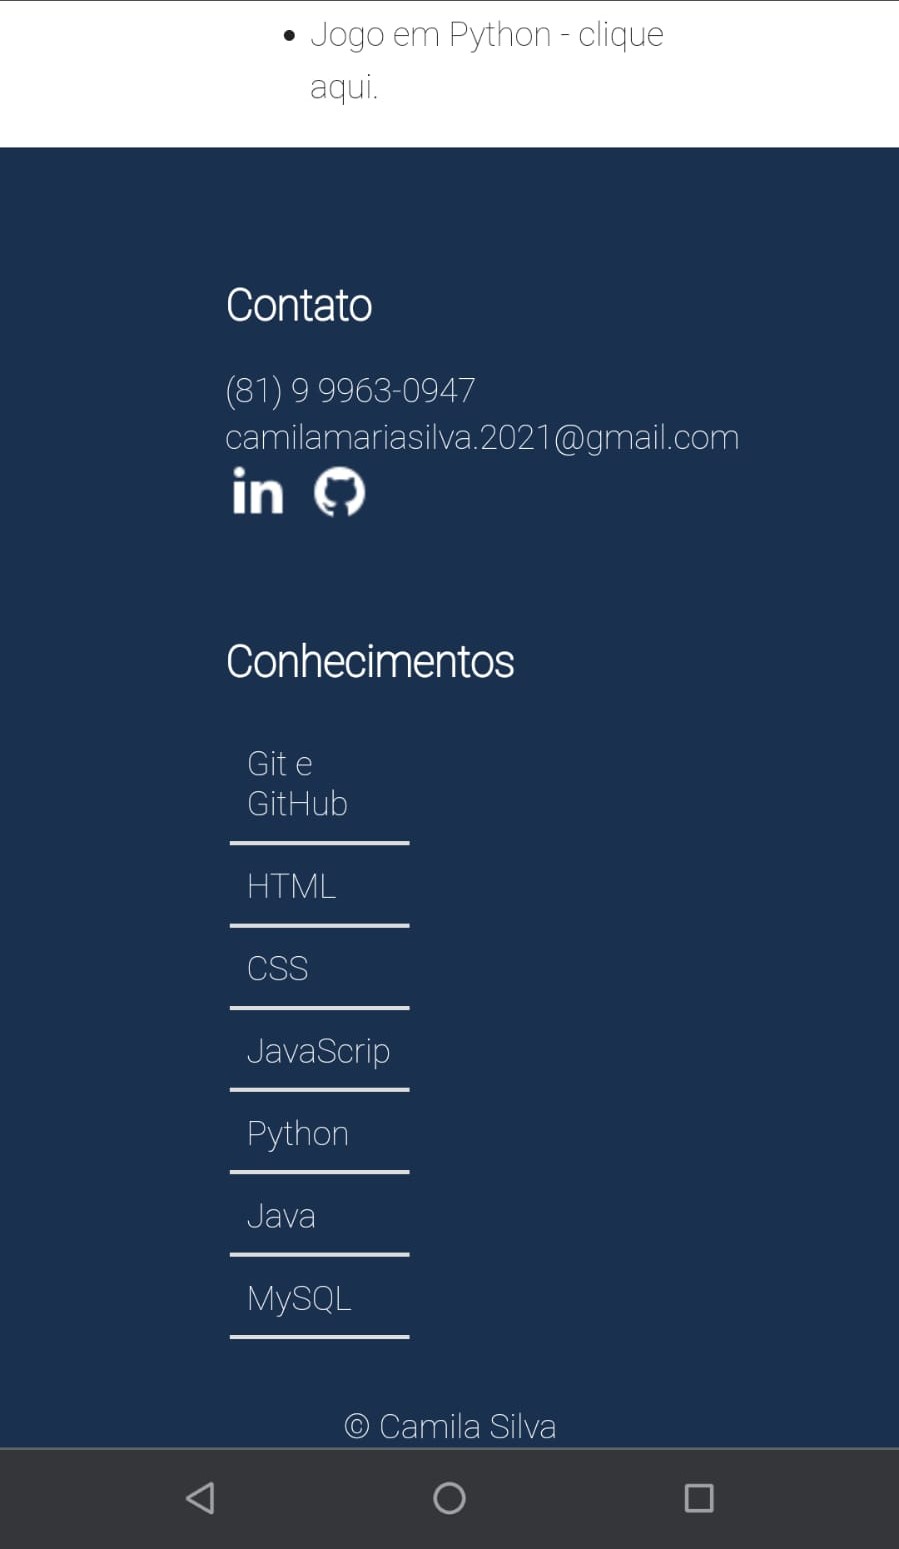 Jogo em Python - clique
aqui.
Contato
(81) 9 9963-0947
camilamariasilva.2021@gmail.com
in
Conhecimentos
Git e
GitHub
HTML
CSS
JavaScrip
Python
Java
MySQL
© Camila Silva